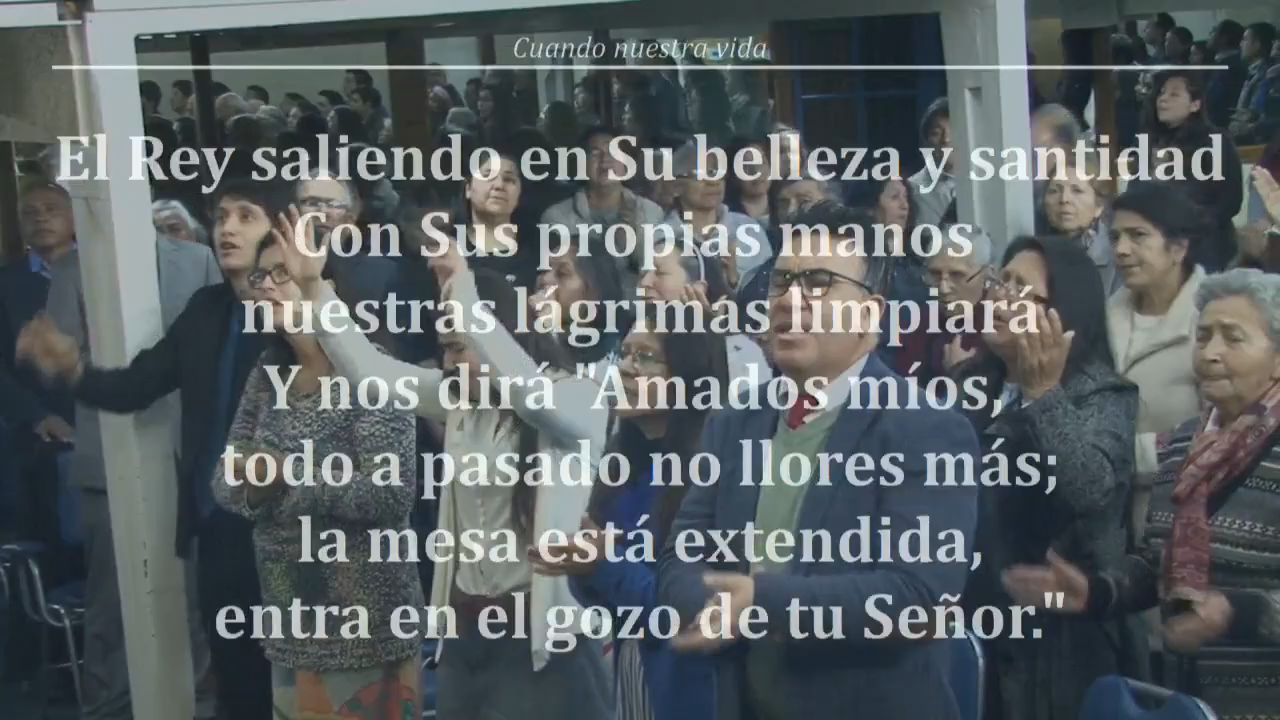 Cuando nuestra vida
El Rey saliendo en Su belleza y santidad
Con Sus propias manos
nuestras lágrimas limpiará
Y nos dirá "Amados míos,
todo a pasado no llores más;
la mesa está extendida,
entra en el gozo de tu Señor."